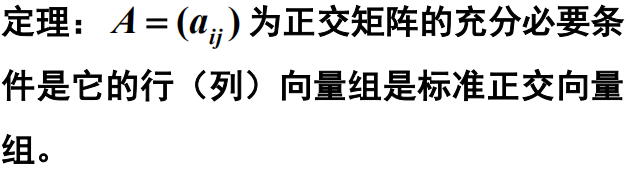 定理： A = (aᵢⱼ) 为正交矩阵的充分必要条
件是它的行（列）向量组是标准正交向量
组。